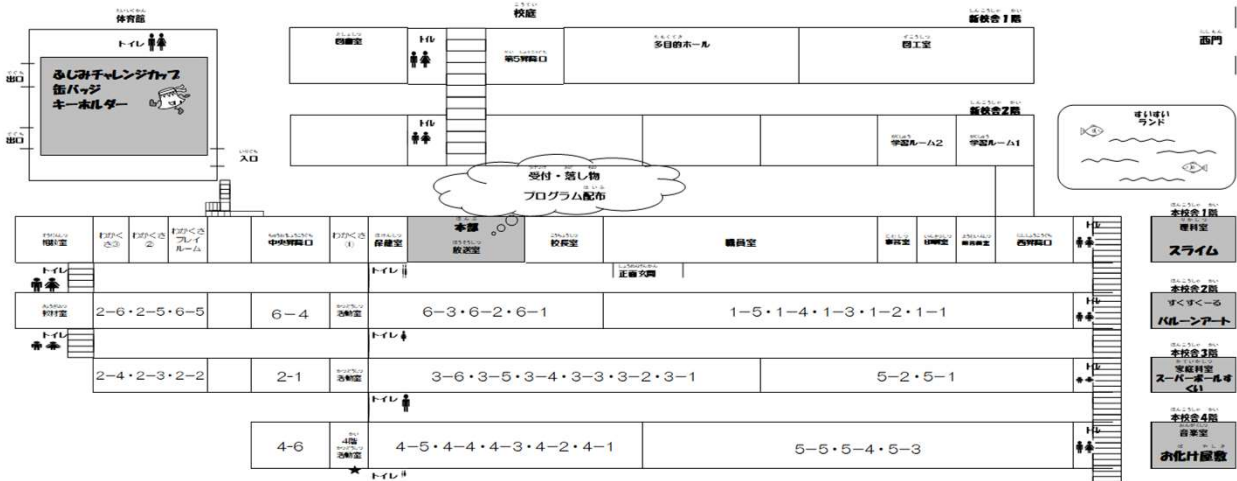 体育館
トイレ
出口
出口
入口
ふじみチャレンジカップ
缶バッジ
キーホルダー
校庭
新校舎1階
図書室
トイレ
第5昇降口
多目的ホール
図工室
西門
新校舎2階
トイレ
学習ルーム2
学習ルーム1
すいすい
ランド
受付・落し物
プログラム配布
本校舎1階
相談室
わかくさ③
わかくさ②
わかくさプレイルーム
中央昇降口
わかくさ①
保健室
本部
放送室
校長室
職員室
事務室
印刷室
西昇降口
トイレ
理科室
スライム
トイレ
トイレ
正面玄関
本校舎2階
教材室
2-6・2-5・6-5
6-4
活動室
6-3・6-2・6-1
1-5・1-4・1-3・1-2・1-1
トイレ
すくすくーる
バルーンアート
トイレ
トイレ
本校舎3階
2-4・2-3・2-2
2-1
活動室
3-6・3-5・3-4・3-3・3-2・3-1
5-2・5-1
トイレ
家庭科室
スーパーボールすくい
トイレ
本校舎4階
4-6
4階
活動室
4-5・4-4・4-3・4-2・4-1
5-5・5-4・5-3
トイレ
音楽室
お化け屋敷
★
トイレ